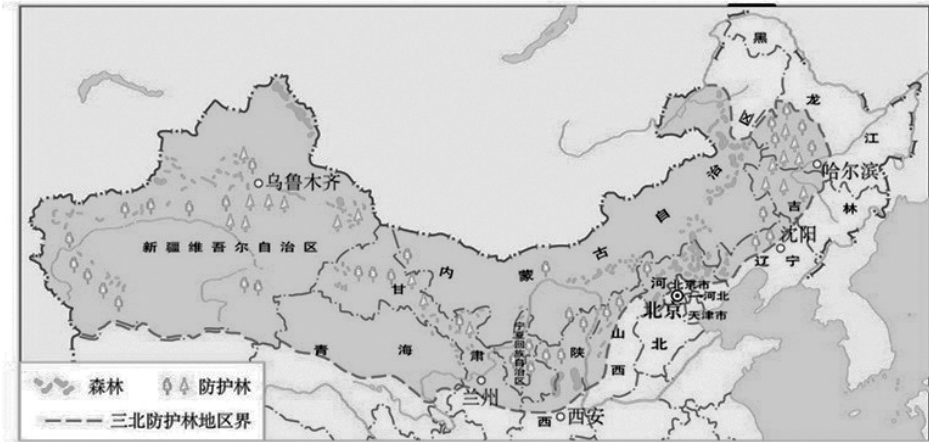 黑
龙
江
内蒙古自治区
哈尔滨
乌鲁木齐
吉林
沈阳
辽宁
新疆维吾尔自治区
甘肃
河北
北京市
北京
河北
天津市
宁夏回族自治区
陕西
山西
青海
兰州
西安
森林
防护林
三北防护林地区界